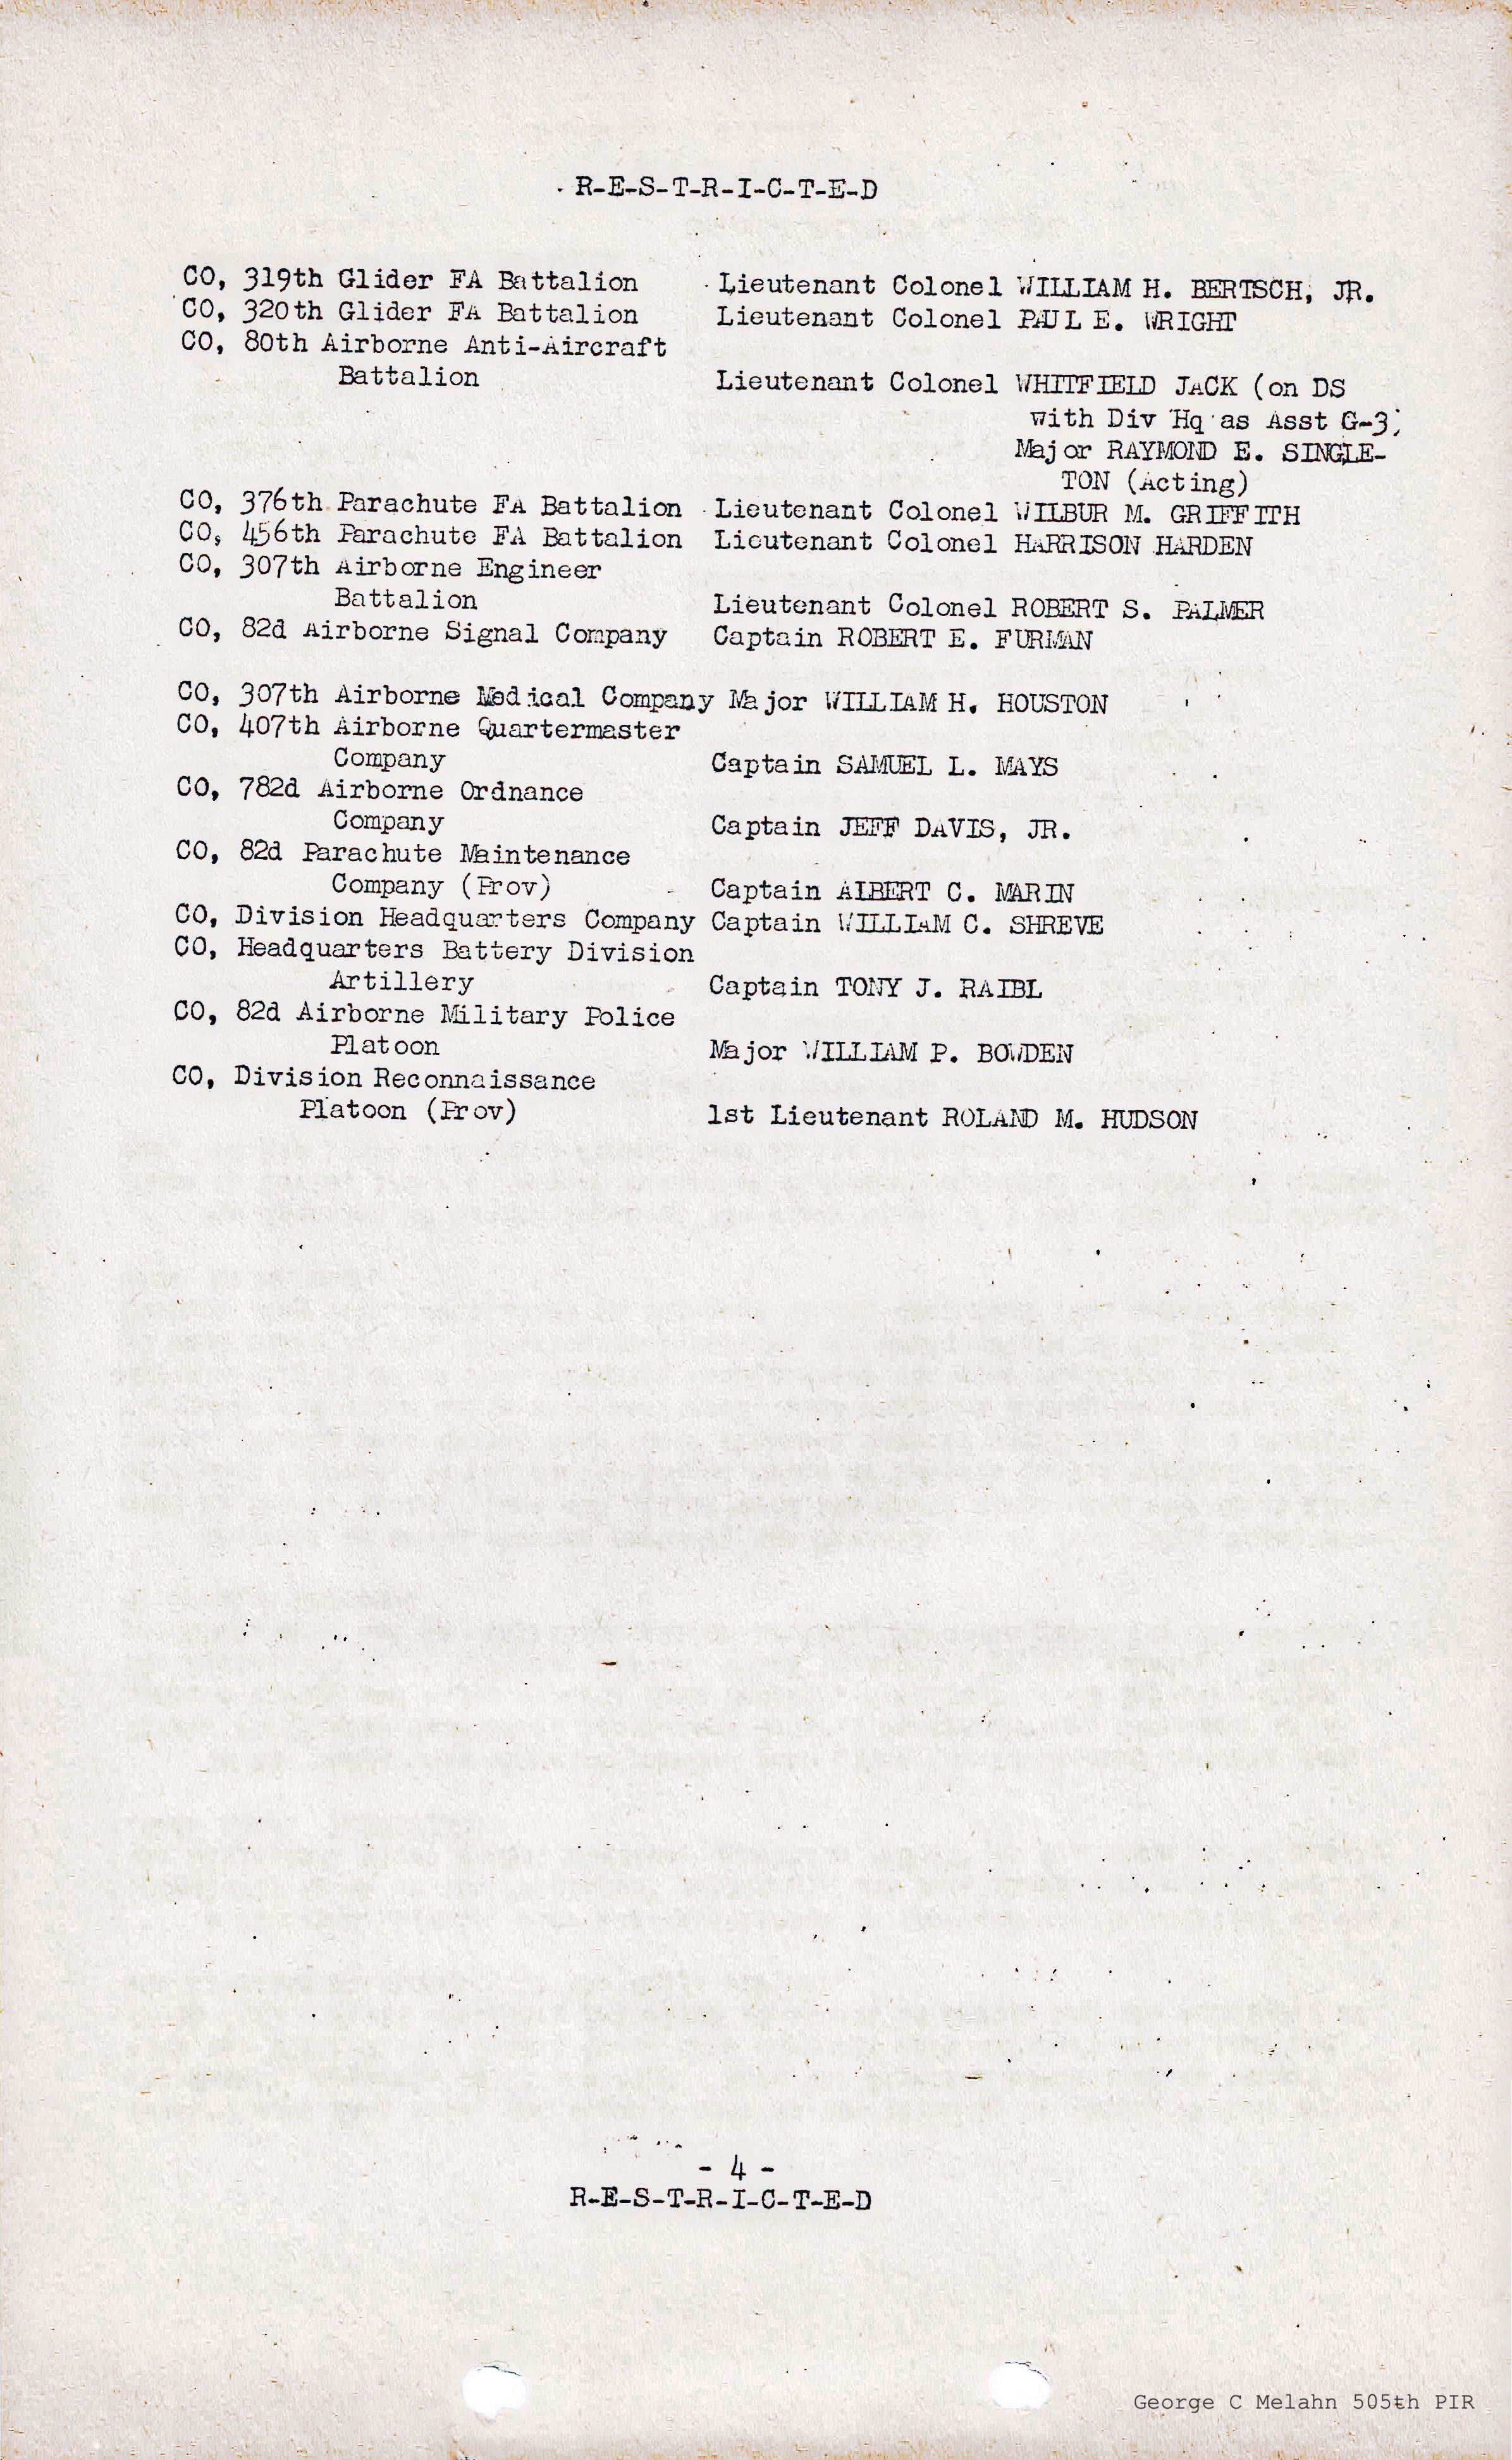 R-E-S-T-R-I-C-T-E-D
CO, 319th Glider FA Battalion Lieutenant Colonel WILLIAM H. BERTSCH, JR.
CO, 320th Glider FA Battalion Lieutenant Colonel PAUL E. WRIGHT
CO, 80th Airborne Anti-Aircraft
Battalion Lieutenant Colonel WHITFIELD JACK (on DS
with Div Hq as Asst G-3;
Major RAYMOND E. SINGLE-
TON (Acting)
CO, 376th Parachute FA Battalion Lieutenant Colonel WILBUR M. GRIFFITH
CO, 456th Parachute FA Battalion Lieutenant Colonel HARRISON HARDEN
CO, 307th Airborne Engineer
Battalion Lieutenant Colonel ROBERT S. PALMER
CO, 82d Airborne Signal Company Captain ROBERT E. FURMAN
CO, 307th Airborne Medical Company Major WILLIAM H. HOUSTON
CO, 407th Airborne Quartermaster
Company Captain SAMUEL L. MAYS
CO, 782d Airborne Ordnance
Company Captain JEFF DAVIS, JR.
CO, 82d Parachute Maintenance
Company (Prov) Captain ALBERT C. MARIN
CO, Division Headquarters Company Captain WILLIAM C. SHREVE
CO, Headquarters Battery Division
Artillery Captain TONY J. RAIBL
CO, 82d Airborne Military Police
Platoon Major WILLIAM P. BOWDEN
CO, Division Reconnaissance
Platoon (Prov) 1st Lieutenant ROLAND M. HUDSON
- 4 -
R-E-S-T-R-I-C-T-E-D
George C Melahn 505th PIR